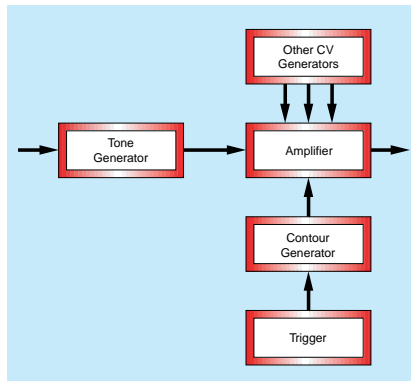 Other CV
Generators
Tone
Generator
Amplifier
Contour
Generator
Trigger